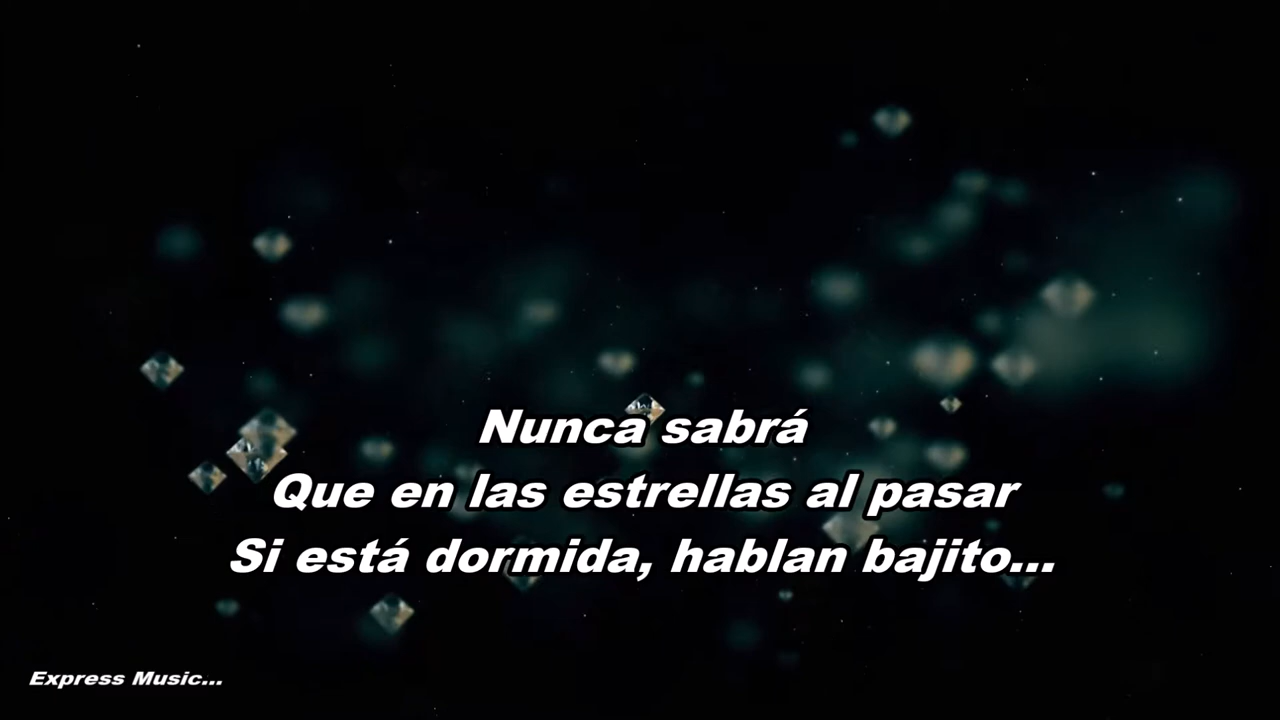 Nunca sabrá
Que en las estrellas al pasar
Si está dormida, hablan bajito...
Express Music...